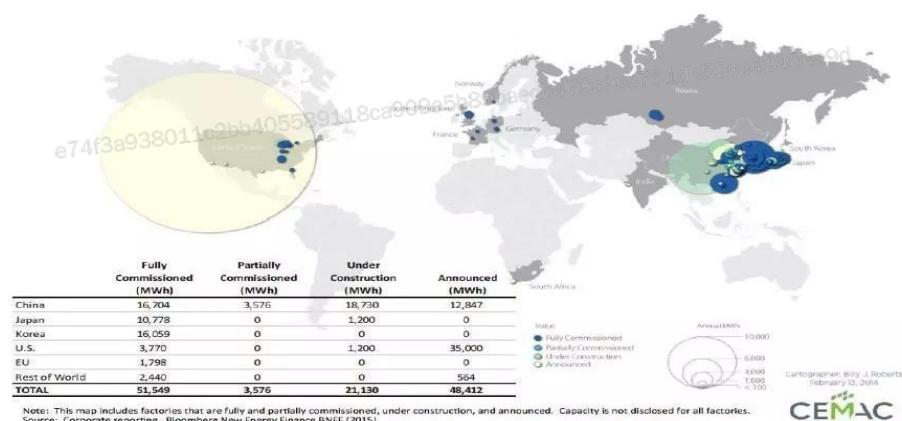 Norway
Russia
United Kingdom
France
Germany
United States
China
South Korea
Japan
India
South Africa
Fully Commissioned (MWh) Partially Commissioned (MWh) Under Construction (MWh) Announced (MWh)
China 16,704 3,576 18,730 12,847
Japan 10,778 0 1,200 0
Korea 16,059 0 0 0
U.S. 3,770 0 1,200 35,000
EU 1,798 0 0 0
Rest of World 2,440 0 564
TOTAL 51,549 3,576 21,130 48,412
Status
Fully Commissioned
Partially Commissioned
Under Construction
Announced
Annual MWh
10,000
6,000
3,000
1,500
< 100
Cartographer: Billy J. Roberts
February 13, 2014
CEMAC
Note: This map includes factories that are fully and partially commissioned, under construction, and announced. Capacity is not disclosed for all factories.
Source: Corporate reporting, Bloomberg New Energy Finance BNEF (2015)